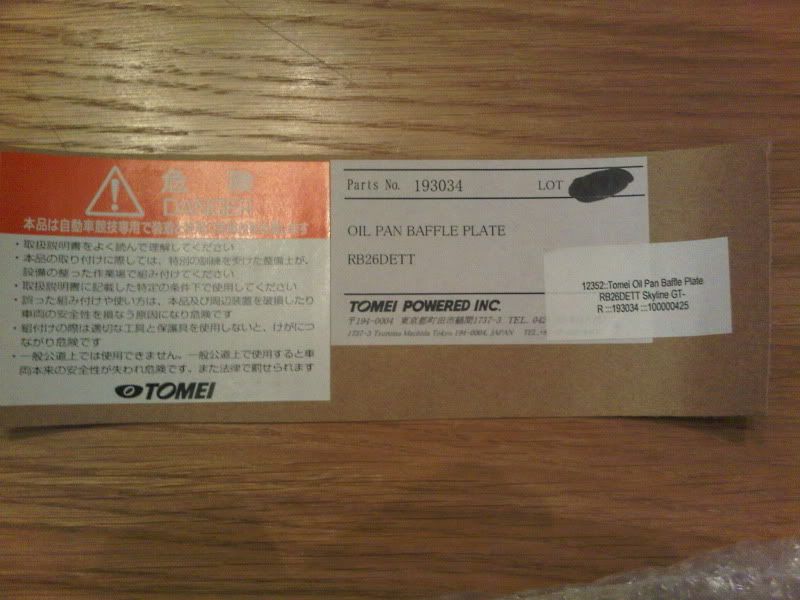 危 険
DANGER
本品は自動車競技専用で装着
ます
・取扱説明書をよく読んで理解してください
・本品の取り付けに際しては、特別の訓練を受けた整備士が、
設備の整った作業場で組み付けてください
・取扱説明書に記載した特定の条件下で使用してください
・誤った組み付けや使い方は、本品及び周辺装置を破損したり
車両の安全性を損なう原因になり危険です
・組付けの際は適切な工具と保護具を使用しないと、けがにつ
ながり危険です
・一般公道上では使用できません。一般公道上で使用すると車
両本来の安全性が失われ危険です、また法律で罰せられます
TOMEI
Parts No. 193034 LOT
OIL PAN BAFFLE PLATE
RB26DETT
TOMEI POWERED INC.
〒194-0004 東京都町田市鶴間1737-3 TEL. 042
1737-3 Tsuruma Machida Tokyo 194-0004, JAPAN TEL.+8
12352::Tomei Oil Pan Baffle Plate
RB26DETT Skyline GT-
R :::193034 :::100000425